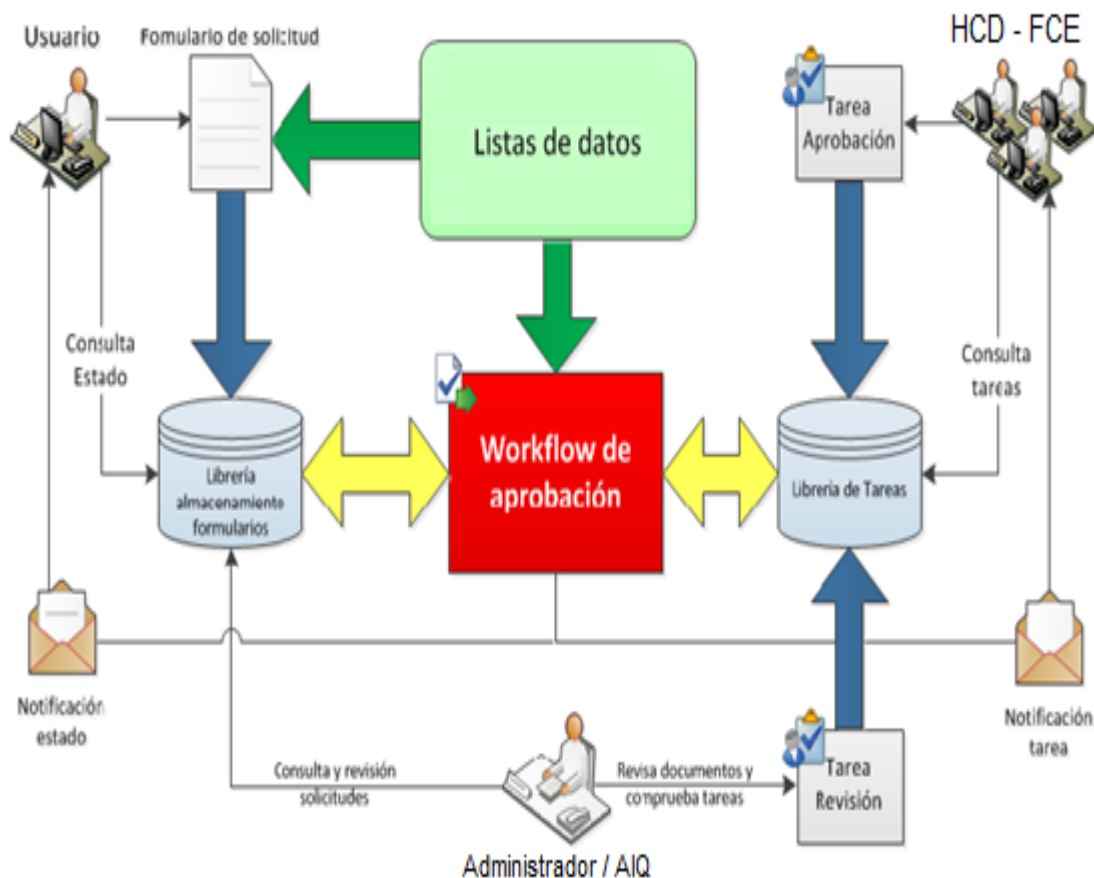 Usuario
Fomulario de solicitud
HCD - FCE
Listas de datos
Tarea
Aprobación
Consulta
Estado
Consulta
tareas
Workflow de
aprobación
Librería
almacenamiento
formularios
Librería de Tareas
Notificación
estado
Notificación
tarea
Consulta y revisión
solicitudes
Revisa documentos y
comprueba tareas
Tarea
Revisión
Administrador / AIQ